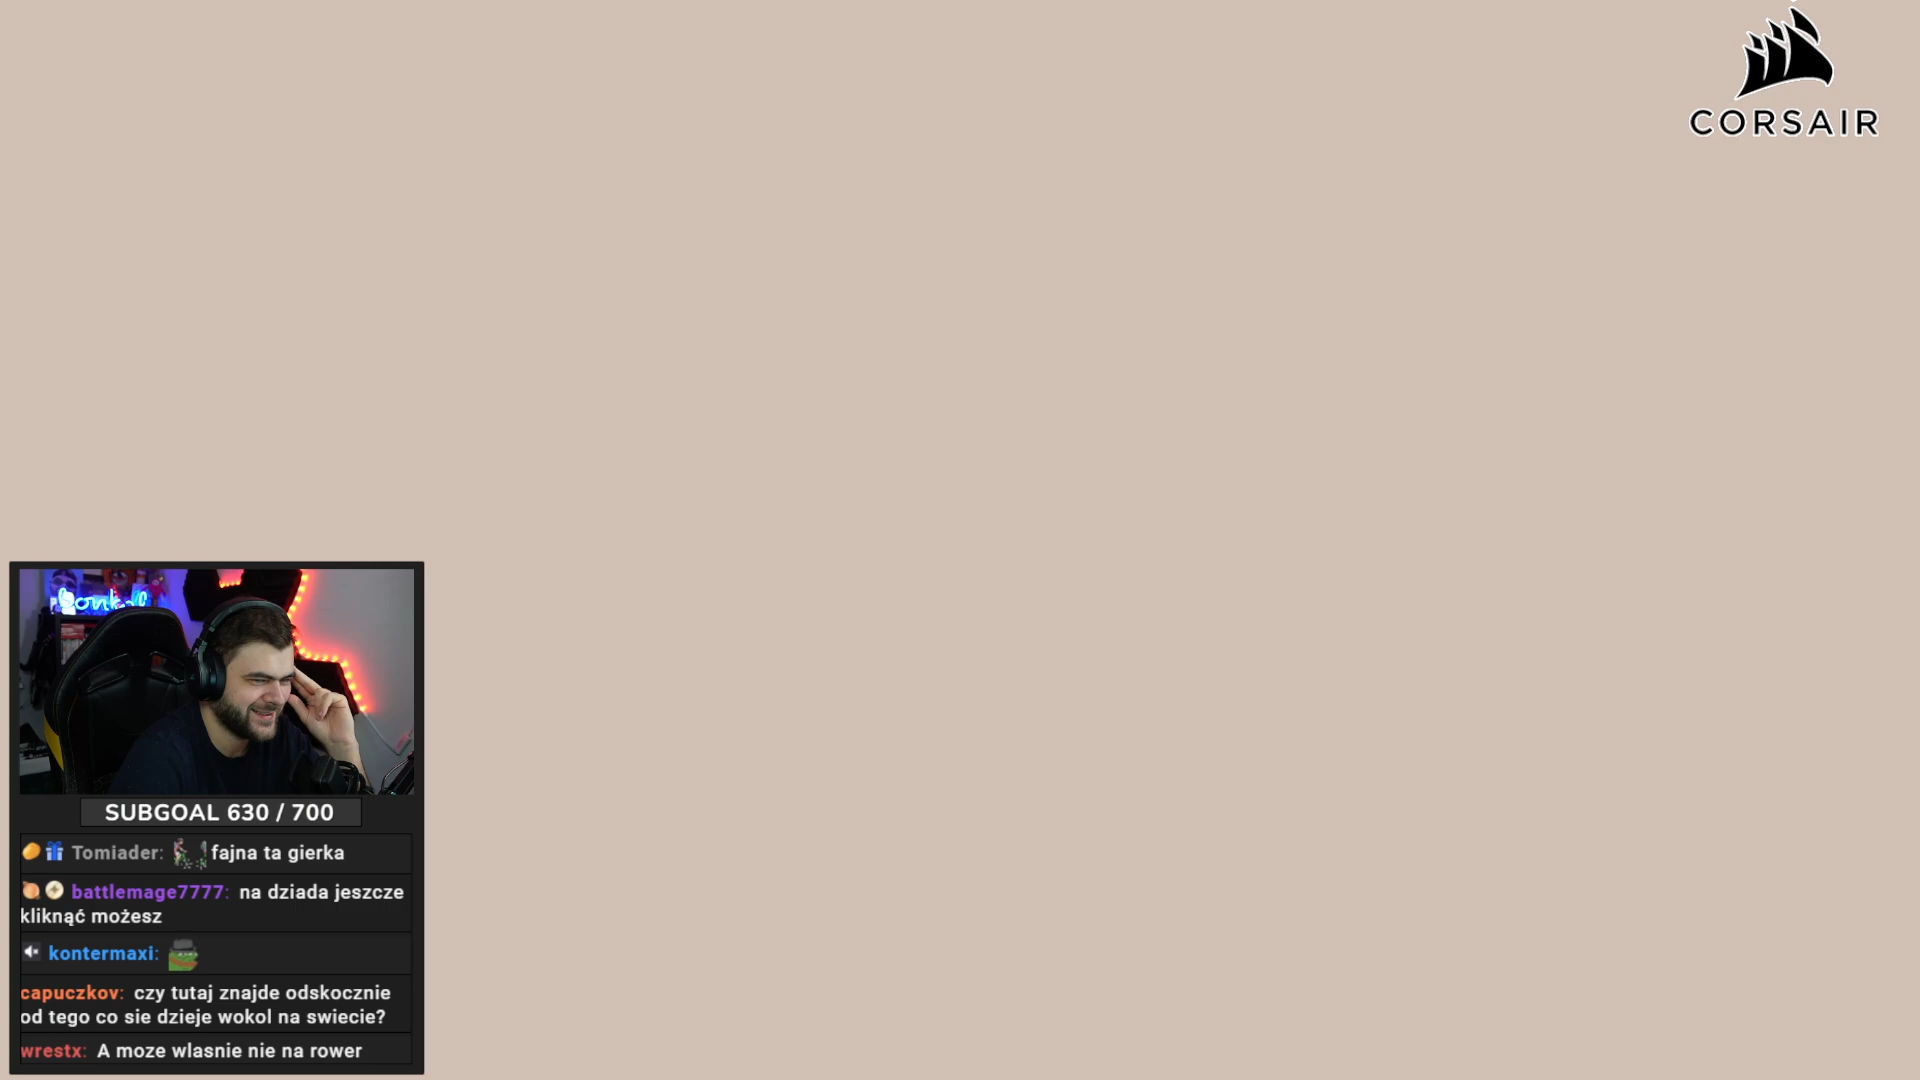 CORSAIR
SUBGOAL 630 / 700
Tomiader: fajna ta gierka
battlemage7777: na dziada jeszcze
kliknąć możesz
kontermaxi:
capuczkov: czy tutaj znajde odskocznie
od tego co sie dzieje wokol na swiecie?
wrestx: A moze wlasnie nie na rower